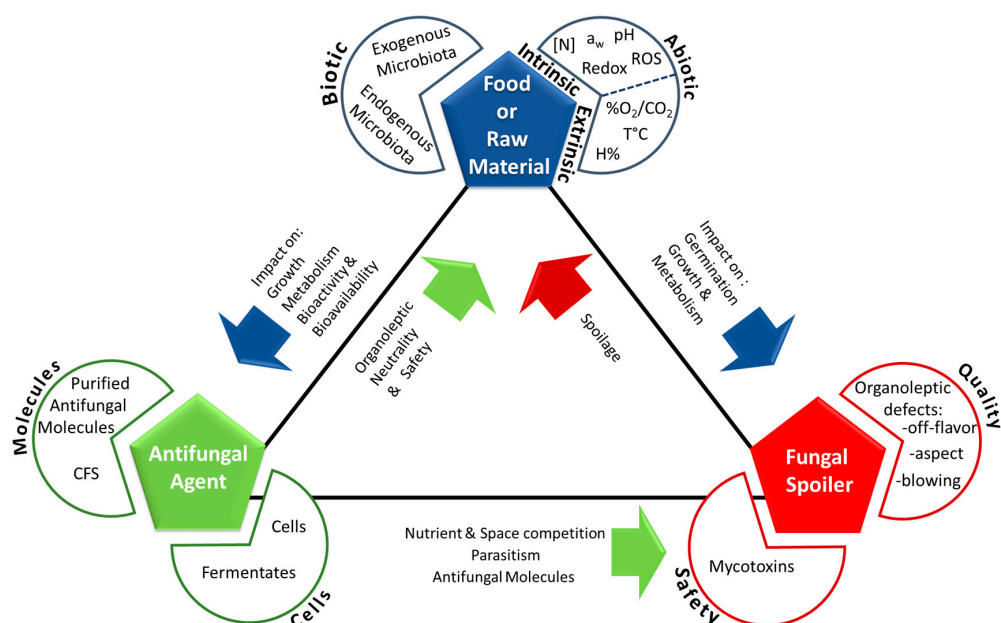 Biotic
Exogenous
Microbiota
Endogenous
Microbiota
Food
or
Raw
Material
Intrinsic
Extrinsic
Abiotic
[N] aw pH
Redox ROS
%O2/CO2
T°C
H%
Impact on:
Growth
Metabolism
Bioactivity &
Bioavailability
Organoleptic
Neutrality
& Safety
Spoilage
Impact on :
Germination
Growth &
Metabolism
Molecules
Purified
Antifungal
Molecules
CFS
Antifungal
Agent
Cells
Fermentates
Cells
Nutrient & Space competition
Parasitism
Antifungal Molecules
Fungal
Spoiler
Quality
Organoleptic
defects:
-off-flavor
-aspect
-blowing
Mycotoxins
Safety